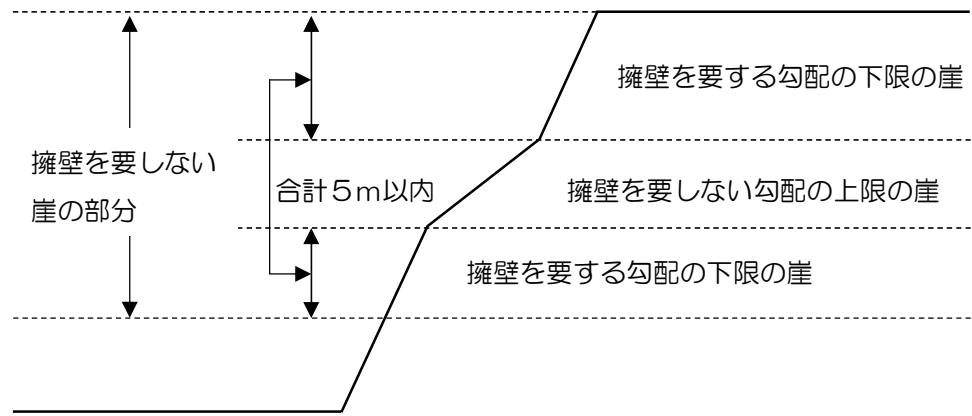 擁壁を要する勾配の下限の崖
擁壁を要しない
崖の部分
合計５ｍ以内
擁壁を要しない勾配の上限の崖
擁壁を要する勾配の下限の崖